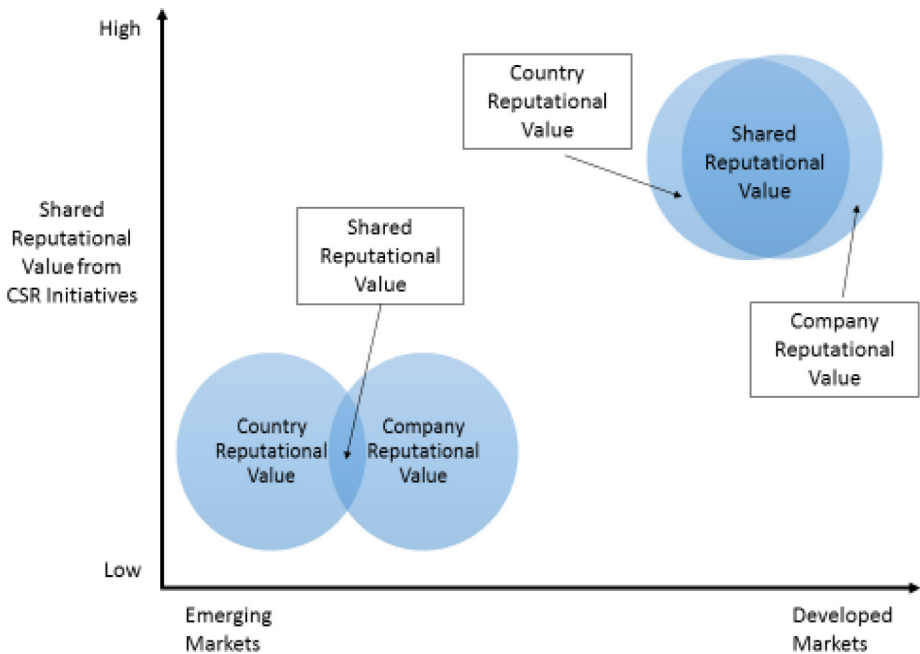 High
Country
Reputational
Value
Shared
Reputational
Value
Shared
Reputational
Value from
CSR Initiatives
Shared
Reputational
Value
Company
Reputational
Value
Country
Reputational
Value
Company
Reputational
Value
Low
Emerging
Markets
Developed
Markets